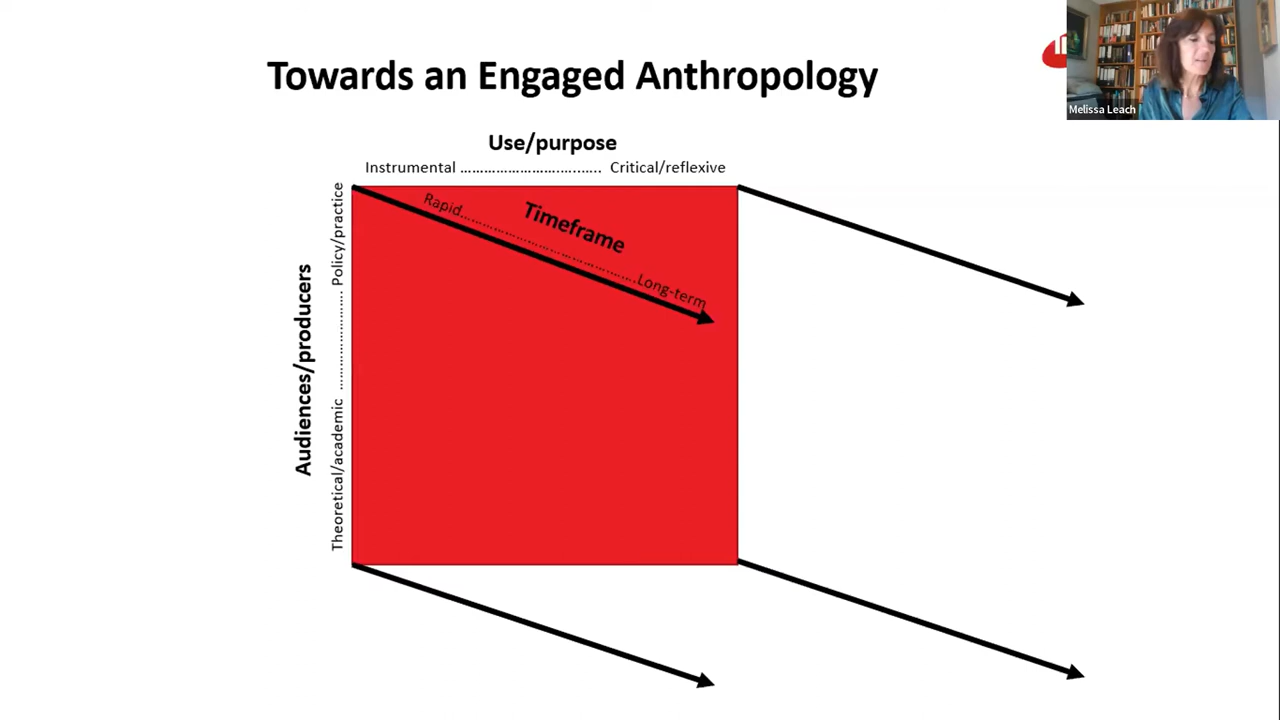 Melissa Leach
Towards an Engaged Anthropology
Use/purpose
Instrumental ............................ Critical/reflexive
Audiences/producers
Theoretical/academic .................... Policy/practice
Timeframe
Rapid........................................Long-term